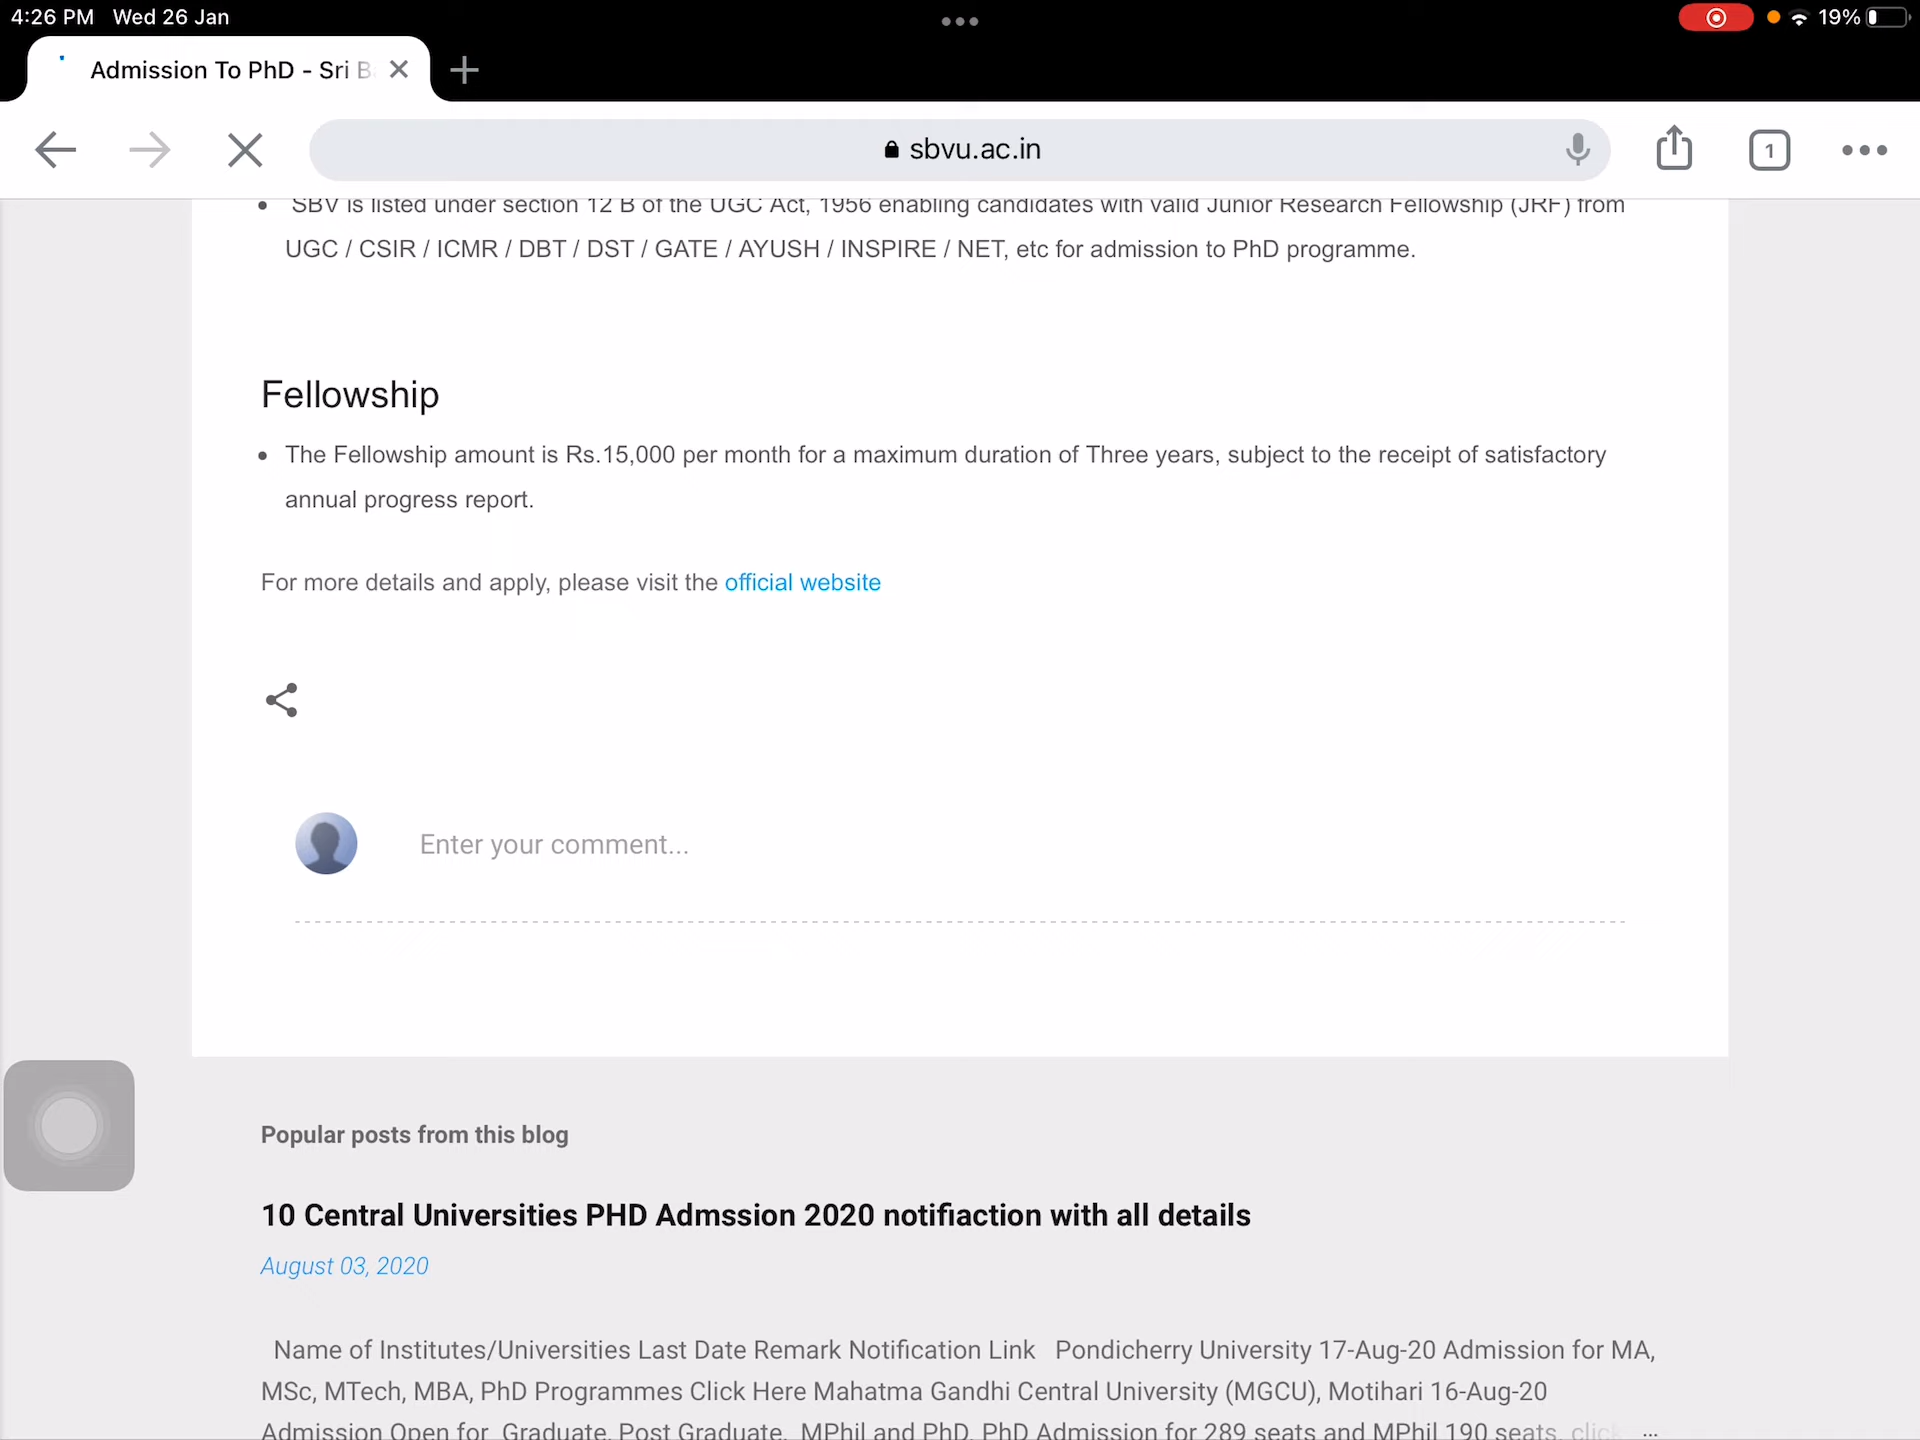 4:26 PM Wed 26 Jan
19%
Admission To PhD - Sri B
sbvu.ac.in
1
• SBV is listed under section 12 B of the UGC Act, 1956 enabling candidates with valid Junior Research Fellowship (JRF) from
UGC / CSIR / ICMR / DBT / DST / GATE / AYUSH / INSPIRE / NET, etc for admission to PhD programme.
Fellowship
• The Fellowship amount is Rs.15,000 per month for a maximum duration of Three years, subject to the receipt of satisfactory
annual progress report.
For more details and apply, please visit the official website
Enter your comment...
Popular posts from this blog
10 Central Universities PHD Admssion 2020 notifiaction with all details
August 03, 2020
Name of Institutes/Universities Last Date Remark Notification Link Pondicherry University 17-Aug-20 Admission for MA,
MSc, MTech, MBA, PhD Programmes Click Here Mahatma Gandhi Central University (MGCU), Motihari 16-Aug-20
Admission Open for Graduate, Post Graduate, MPhil and PhD. PhD Admission for 289 seats and MPhil 190 seats. click ...